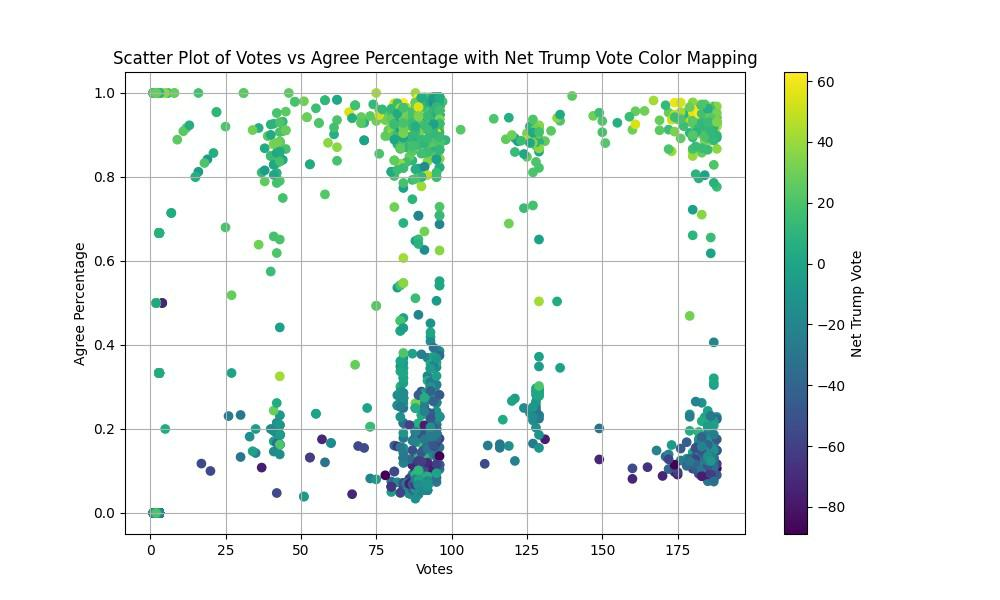 Scatter Plot of Votes vs Agree Percentage with Net Trump Vote Color Mapping
Agree Percentage
1.0
0.8
0.6
0.4
0.2
0.0
0 25 50 75 100 125 150 175
Votes
60
40
20
0
−20
−40
−60
−80
Net Trump Vote